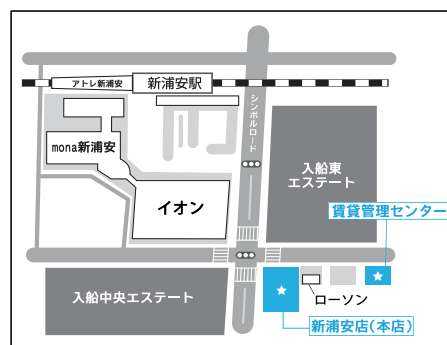 アトレ新浦安
新浦安駅
シンボルロード
mona新浦安
入船東
エステート
イオン
賃貸管理センター
入船中央エステート
ローソン
新浦安店(本店)